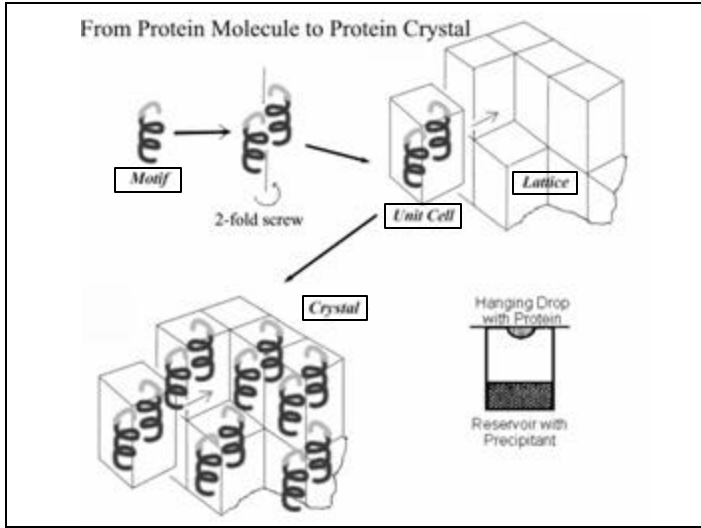 From Protein Molecule to Protein Crystal
Motif
2-fold screw
Unit Cell
Lattice
Crystal
Hanging Drop
with Protein
Reservoir with
Precipitant